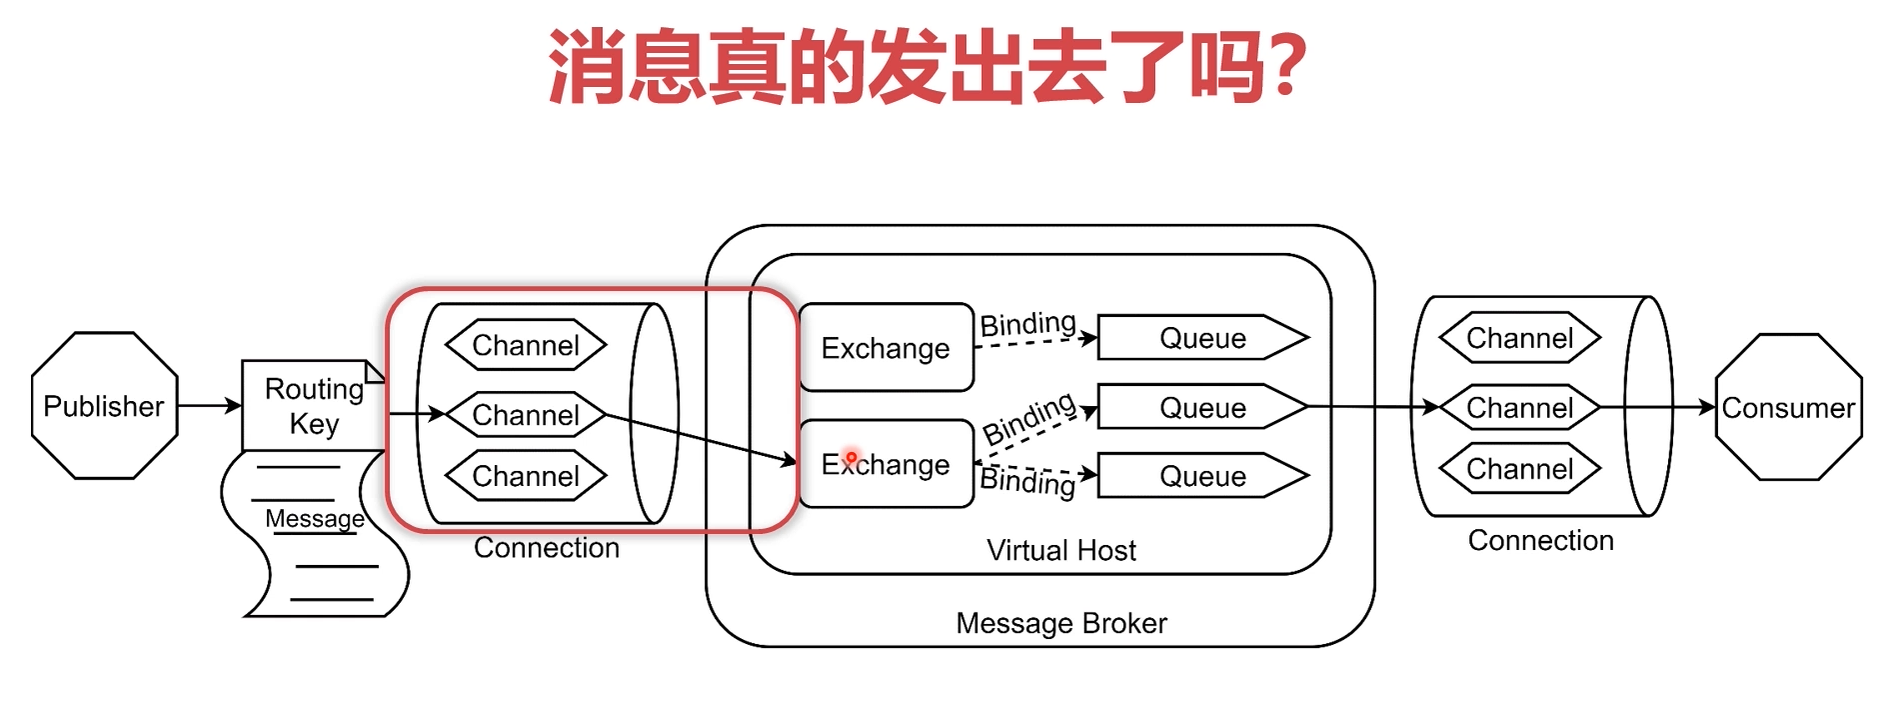 消息真的发出去了吗?
Publisher
Routing
Key
Message
Channel
Channel
Channel
Connection
Exchange
Exchange
Binding
Binding
Binding
Queue
Queue
Queue
Virtual Host
Message Broker
Channel
Channel
Channel
Connection
Consumer